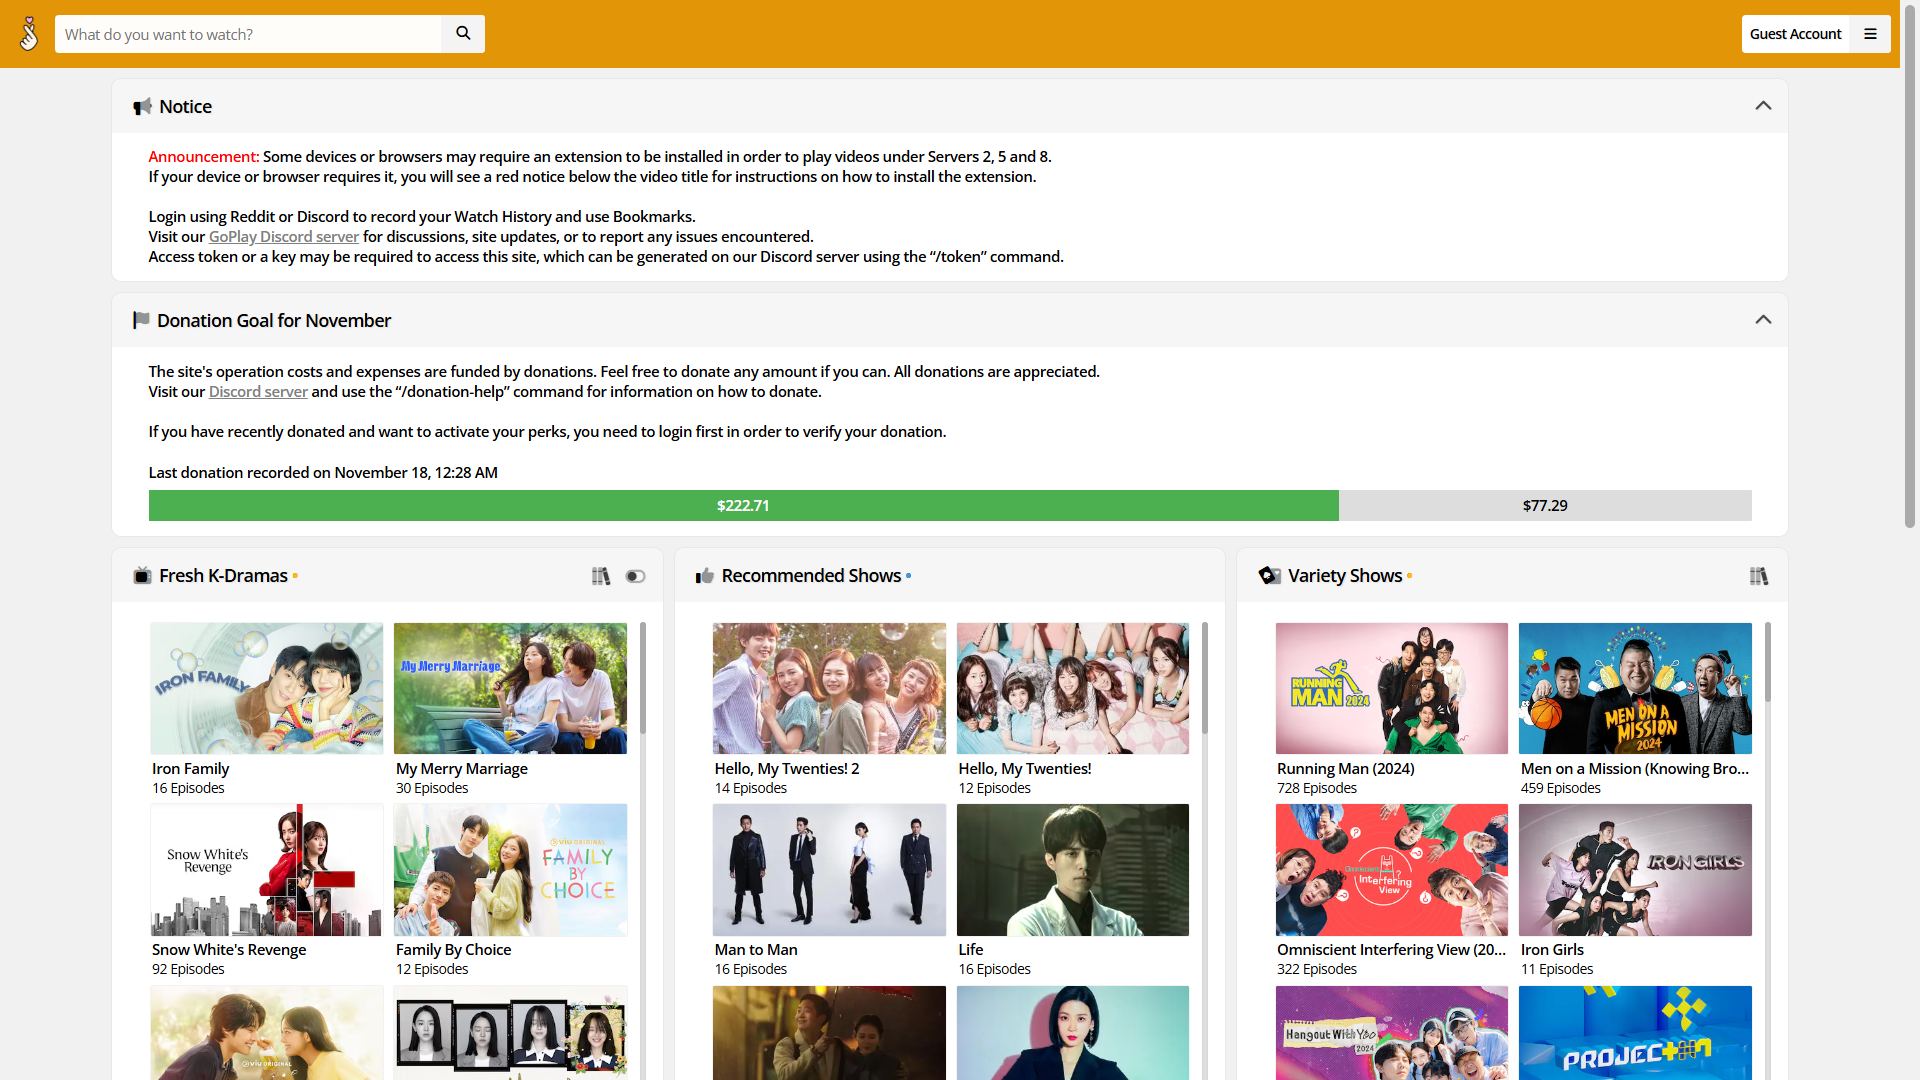 What do you want to watch?
Guest Account
Notice
Announcement: Some devices or browsers may require an extension to be installed in order to play videos under Servers 2, 5 and 8.
If your device or browser requires it, you will see a red notice below the video title for instructions on how to install the extension.
Login using Reddit or Discord to record your Watch History and use Bookmarks.
Visit our GoPlay Discord server for discussions, site updates, or to report any issues encountered.
Access token or a key may be required to access this site, which can be generated on our Discord server using the “/token” command.
Donation Goal for November
The site's operation costs and expenses are funded by donations. Feel free to donate any amount if you can. All donations are appreciated.
Visit our Discord server and use the “/donation-help” command for information on how to donate.
If you have recently donated and want to activate your perks, you need to login first in order to verify your donation.
Last donation recorded on November 18, 12:28 AM
$222.71
$77.29
Fresh K-Dramas
IRON FAMILY
Iron Family
16 Episodes
My Merry Marriage
My Merry Marriage
30 Episodes
Snow White's
Revenge
Snow White's Revenge
92 Episodes
viu ORIGINAL
FAMILY
BY
CHOICE
Family By Choice
12 Episodes
viu ORIGINAL
Recommended Shows
Hello, My Twenties! 2
14 Episodes
Hello, My Twenties!
12 Episodes
Man to Man
16 Episodes
Life
16 Episodes
Variety Shows
RUNNING
MAN 2024
Running Man (2024)
728 Episodes
MEN ON A
MISSION
2024
Men on a Mission (Knowing Bro...
459 Episodes
Omniscient
Interfering
View
Omniscient Interfering View (20...
322 Episodes
IRON GIRLS
Iron Girls
11 Episodes
Hangout With Yoo
2024